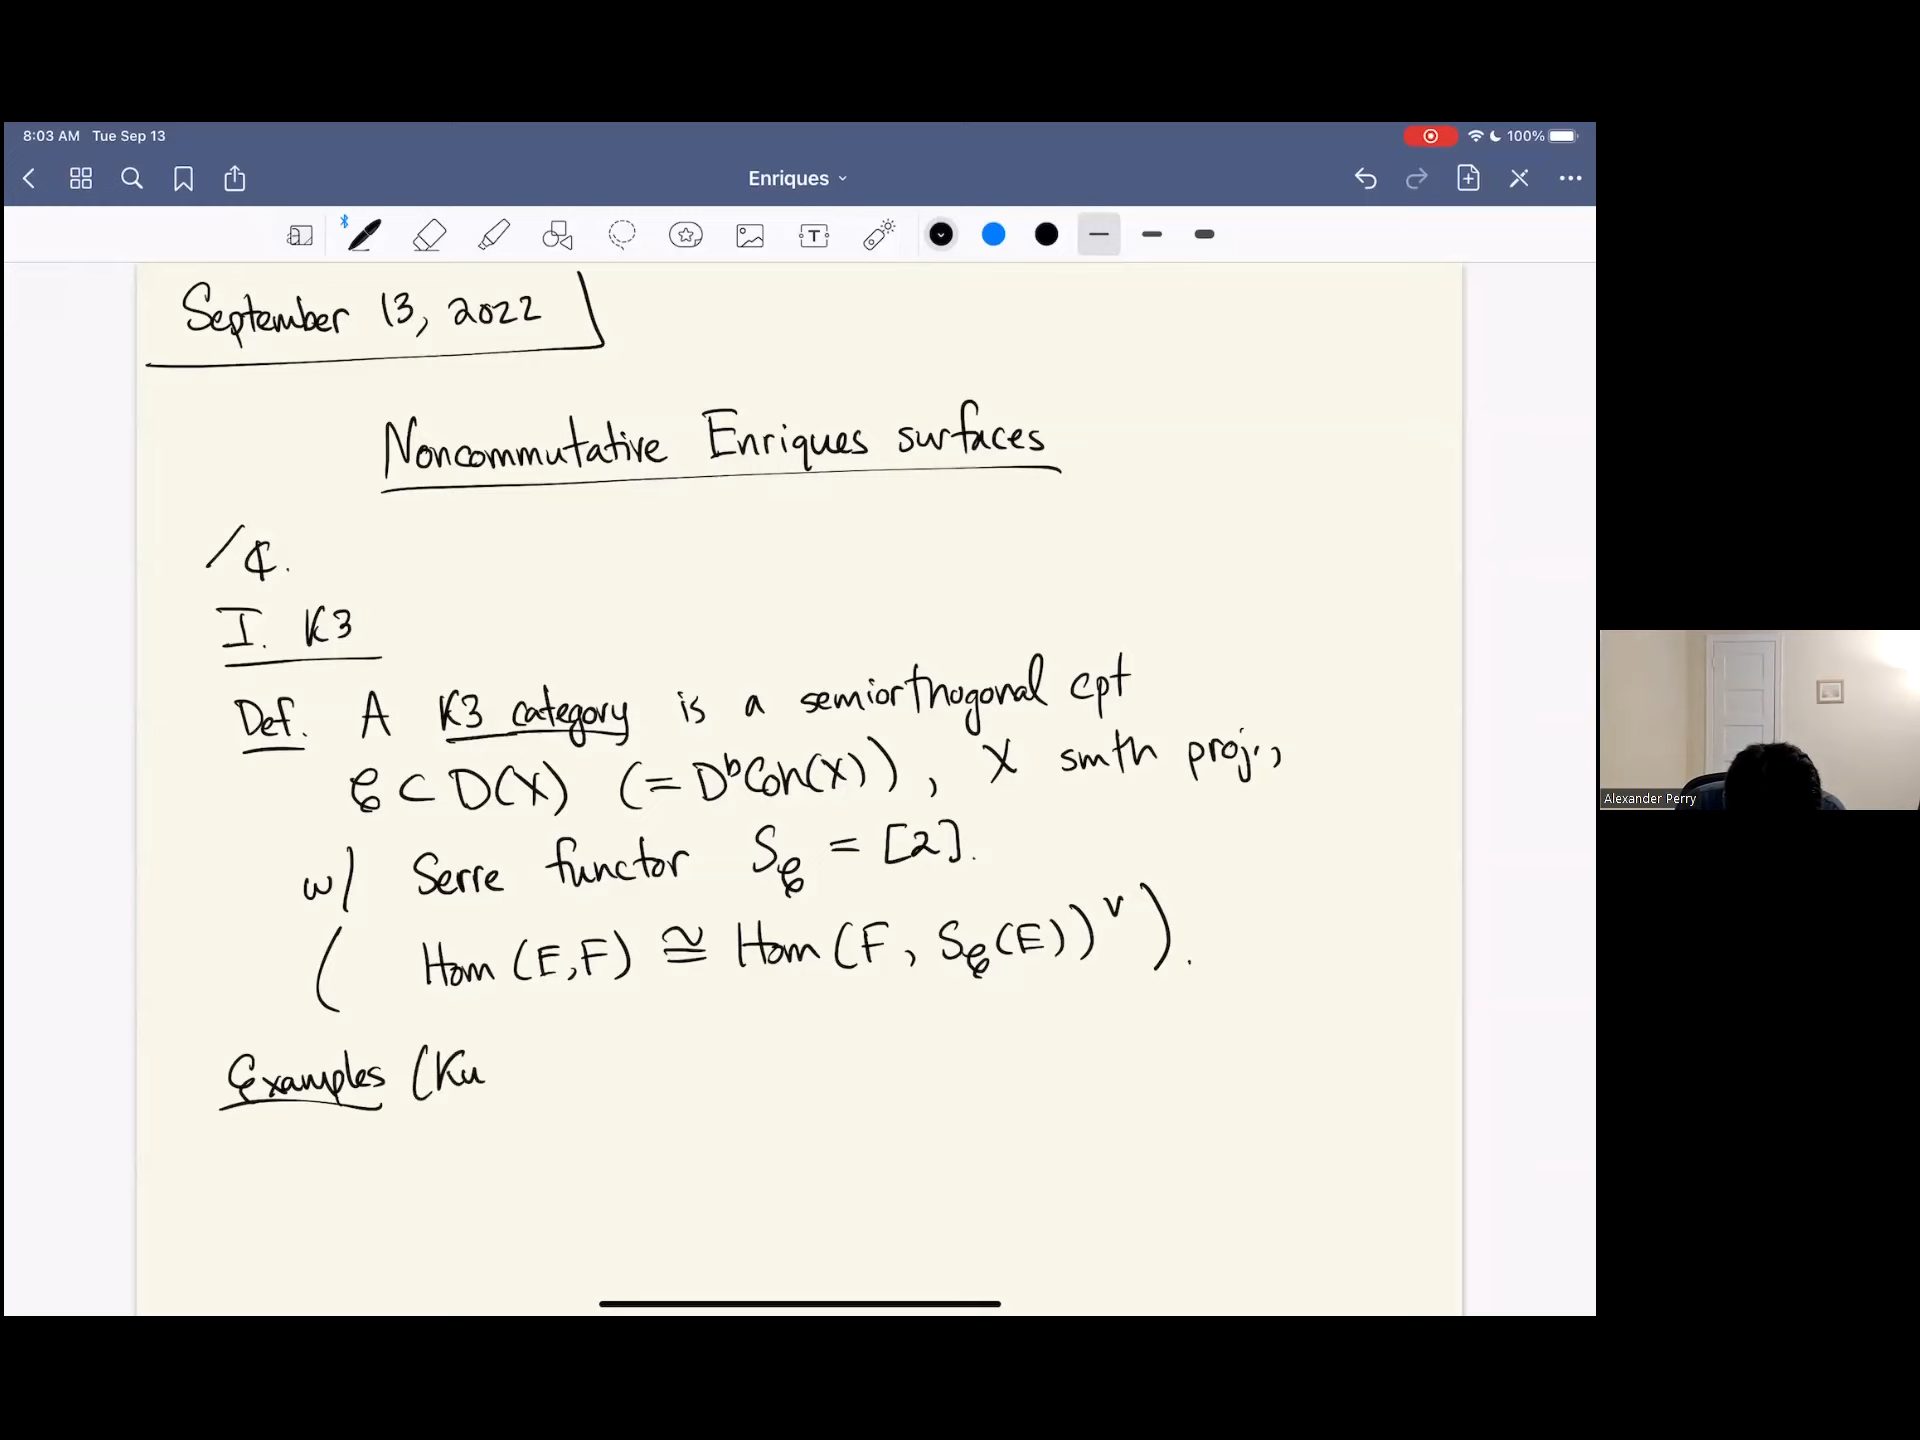 8:03 AM Tue Sep 13
100%
Enriques
September 13, 2022
Noncommutative Enriques surfaces
/ℂ.
I. K3
Def. A K3 category is a semiorthogonal cpt
𝒞 ⊂ D(X) (= DᵇCoh(X)), X smth proj.,
w/ Serre functor S_𝒞 = [2].
( Hom (E,F) ≅ Hom (F, S_𝒞(E))ᵛ ).
Examples (Ku
Alexander Perry